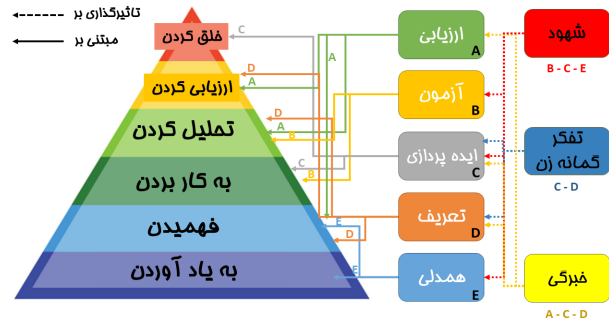 تاثیرگذاری بر
مبتنی بر
خلق کردن
ارزیابی کردن
تحلیل کردن
به کار بردن
فهمیدن
به یاد آوردن
C
D
A
A
D
A
B
C
B
E
D
E
ارزیابی
A
آزمون
B
ایده پردازی
C
تعریف
D
همدلی
E
شهود
B - C - E
تفکر
گمانه زن
C - D
خبرگی
A - C - D